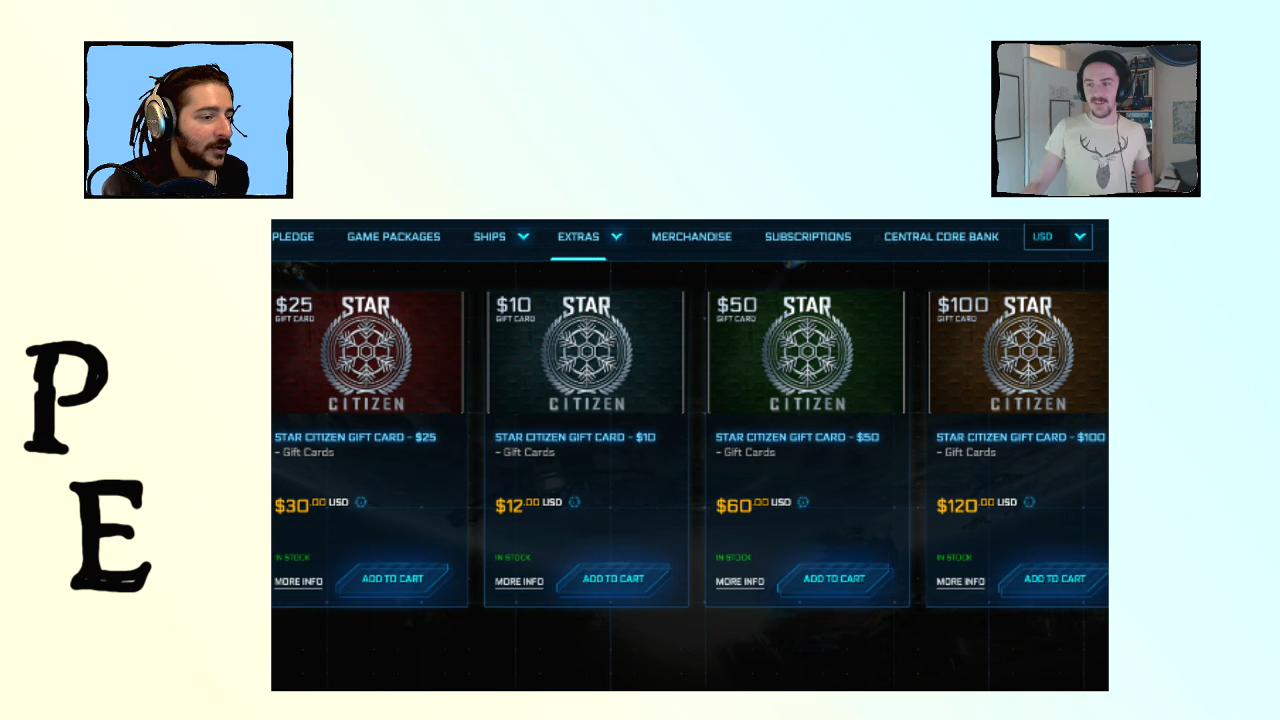 PLEDGE GAME PACKAGES SHIPS EXTRAS MERCHANDISE SUBSCRIPTIONS CENTRAL CORE BANK USD
$25
GIFT CARD
STAR
CITIZEN
STAR CITIZEN GIFT CARD - $25
- Gift Cards
$30.00 USD
IN STOCK
MORE INFO
ADD TO CART
$10
GIFT CARD
STAR
CITIZEN
STAR CITIZEN GIFT CARD - $10
- Gift Cards
$12.00 USD
IN STOCK
MORE INFO
ADD TO CART
$50
GIFT CARD
STAR
CITIZEN
STAR CITIZEN GIFT CARD - $50
- Gift Cards
$60.00 USD
IN STOCK
MORE INFO
ADD TO CART
$100
GIFT CARD
STAR
CITIZEN
STAR CITIZEN GIFT CARD - $100
- Gift Cards
$120.00 USD
IN STOCK
MORE INFO
ADD TO CART
P
E